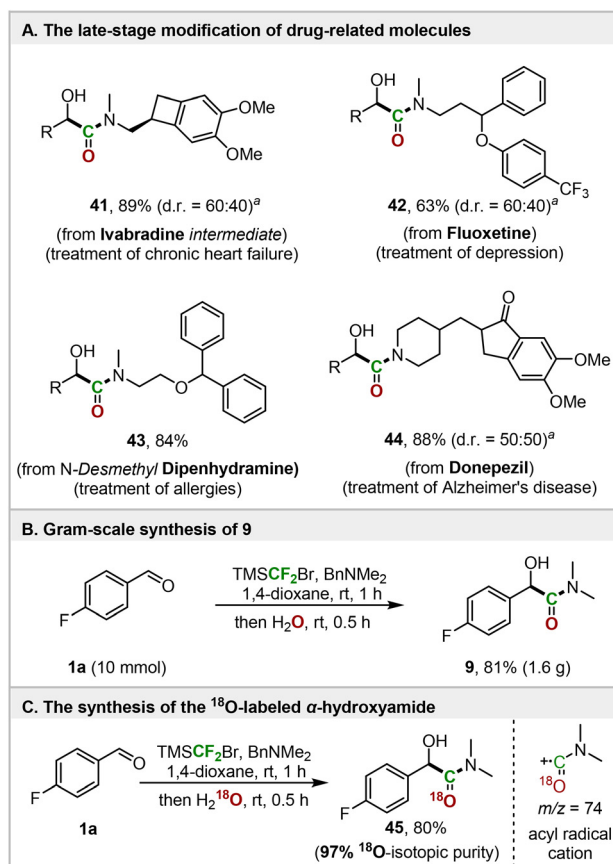 A. The late-stage modification of drug-related molecules
OH
R
C
O
N
OMe
OMe
41, 89% (d.r. = 60:40)a
(from Ivabradine intermediate)
(treatment of chronic heart failure)
OH
R
C
O
N
O
CF3
42, 63% (d.r. = 60:40)a
(from Fluoxetine)
(treatment of depression)
OH
R
C
O
N
O
43, 84%
(from N-Desmethyl Dipenhydramine)
(treatment of allergies)
OH
R
C
O
N
O
OMe
OMe
44, 88% (d.r. = 50:50)a
(from Donepezil)
(treatment of Alzheimer's disease)
B. Gram-scale synthesis of 9
F
O
1a (10 mmol)
TMSCF2Br, BnNMe2
1,4-dioxane, rt, 1 h
then H2O, rt, 0.5 h
OH
N
C
O
F
9, 81% (1.6 g)
C. The synthesis of the 18O-labeled α-hydroxyamide
F
O
1a
TMSCF2Br, BnNMe2
1,4-dioxane, rt, 1 h
then H218O, rt, 0.5 h
OH
N
C
18O
F
45, 80%
(97% 18O-isotopic purity)
N
+•C
18O
m/z = 74
acyl radical
cation